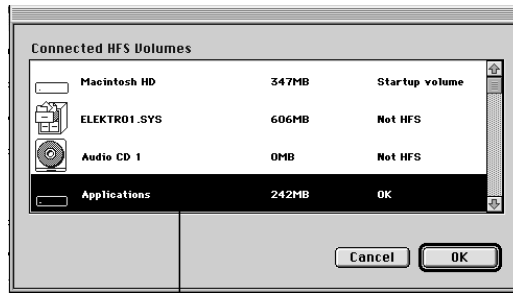 Connected HFS Volumes
Macintosh HD 347MB Startup volume
ELEKTRO1.SYS 606MB Not HFS
Audio CD 1 0MB Not HFS
Applications 242MB OK
Cancel OK